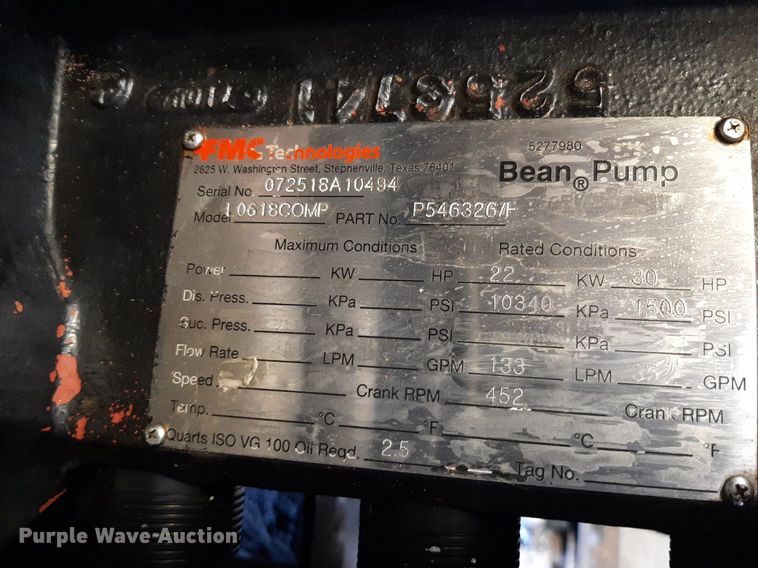 5256747
FMC Technologies
2625 W. Washington Street, Stephenville, Texas 76401
5277980
Bean® Pump
Serial No. 072518A10494
Model L0618COMP PART No. P546326/F
Maximum Conditions Rated Conditions
Power KW HP 22 KW 30 HP
Dis. Press. KPa PSI 10340 KPa 1500 PSI
Suc. Press. KPa PSI KPa PSI
Flow Rate LPM GPM 133 LPM GPM
Speed Crank RPM 452 Crank RPM
Temp. °C °F °C °F
Quarts ISO VG 100 Oil Reqd. 2.5 Tag No.
Purple Wave Auction